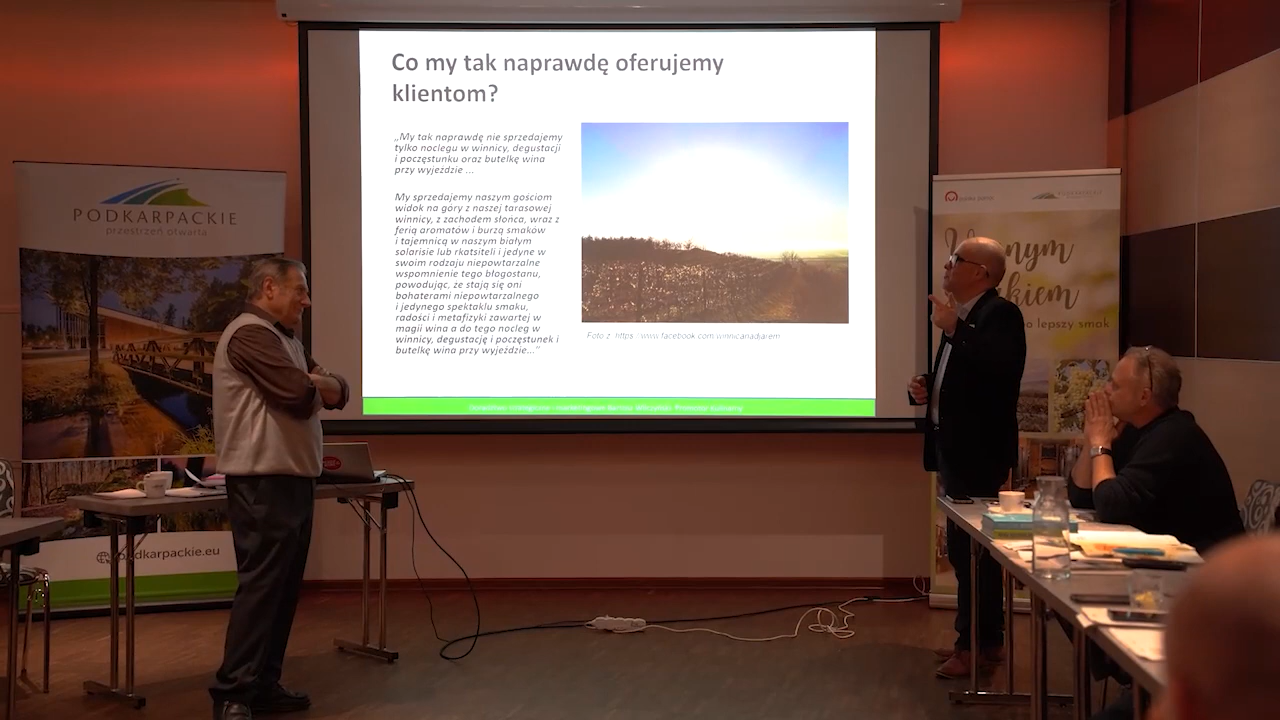 Co my tak naprawdę oferujemy
klientom?
„My tak naprawdę nie sprzedajemy
tylko noclegu w winnicy, degustacji
i poczęstunku oraz butelkę wina
przy wyjeździe ...
My sprzedajemy naszym gościom
widok na góry z naszej tarasowej
winnicy, z zachodem słońca, wraz z
ferią aromatów i burzą smaków
i tajemnicą w naszym białym
solarisie lub rkatsiteli i jedyne w
swoim rodzaju niepowtarzalne
wspomnienie tego błogostanu,
powodując, że stają się oni
bohaterami niepowtarzalnego
i jedynego spektaklu smaku,
radości i metafizyki zawartej w
magii wina a do tego nocleg w
winnicy, degustację i poczęstunek i
butelkę wina przy wyjeździe..."
Foto z: https://www.facebook.com/winnicanadjarem
PODKARPACKIE
przestrzeń otwarta
podkarpackie.eu
lepszy smak